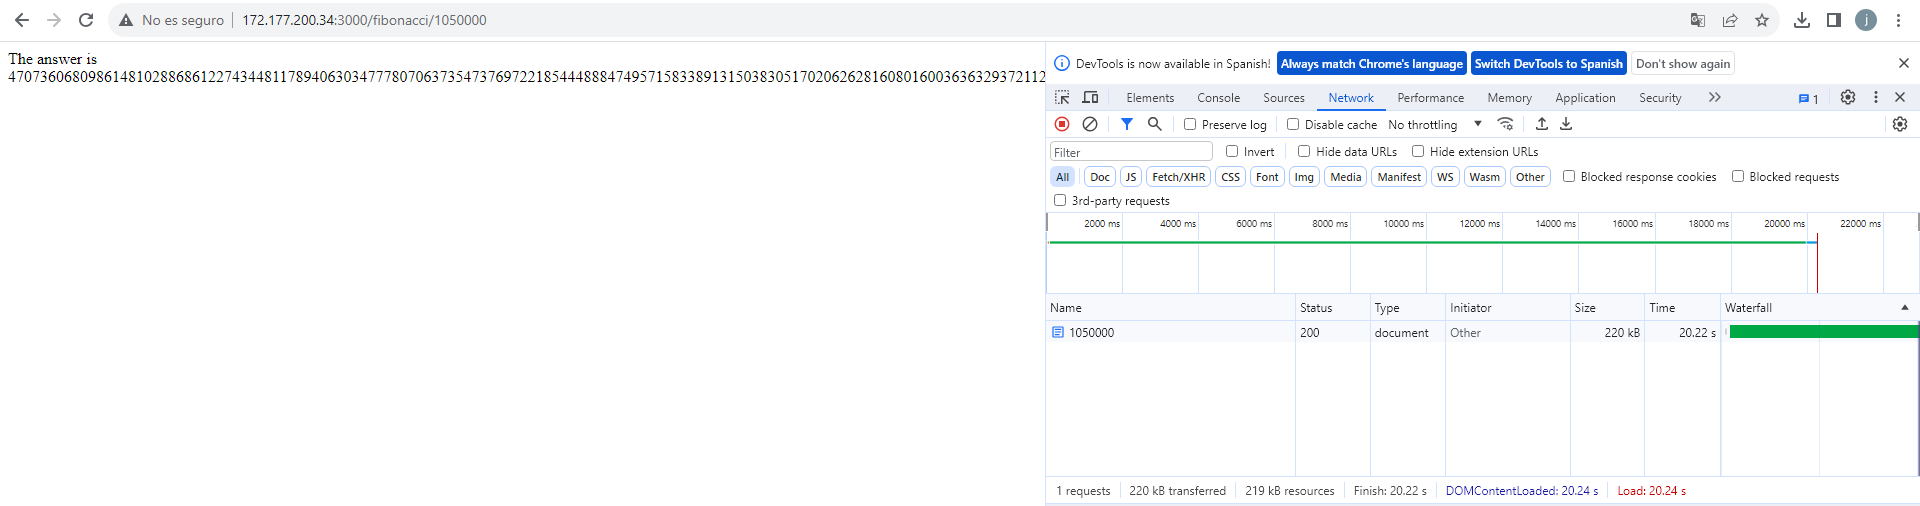 No es seguro 172.177.200.34:3000/fibonacci/1050000
j
The answer is
DevTools is now available in Spanish! Always match Chrome's language Switch DevTools to Spanish Don't show again
Elements Console Sources Network Performance Memory Application Security 1
Preserve log Disable cache No throttling
Filter Invert Hide data URLs Hide extension URLs
All Doc JS Fetch/XHR CSS Font Img Media Manifest WS Wasm Other Blocked response cookies Blocked requests
3rd-party requests
2000 ms 4000 ms 6000 ms 8000 ms 10000 ms 12000 ms 14000 ms 16000 ms 18000 ms 20000 ms 22000 ms
Name Status Type Initiator Size Time Waterfall
1050000 200 document Other 220 kB 20.22 s
1 requests 220 kB transferred 219 kB resources Finish: 20.22 s DOMContentLoaded: 20.24 s Load: 20.24 s